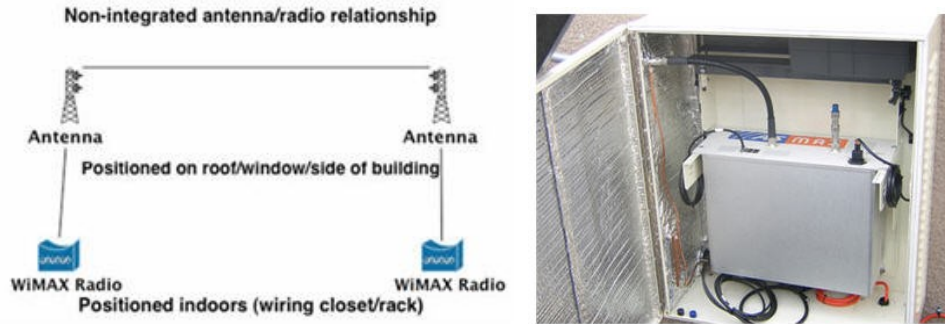 Non-integrated antenna/radio relationship
Antenna
Antenna
Positioned on roof/window/side of building
WiMAX Radio
WiMAX Radio
Positioned indoors (wiring closet/rack)